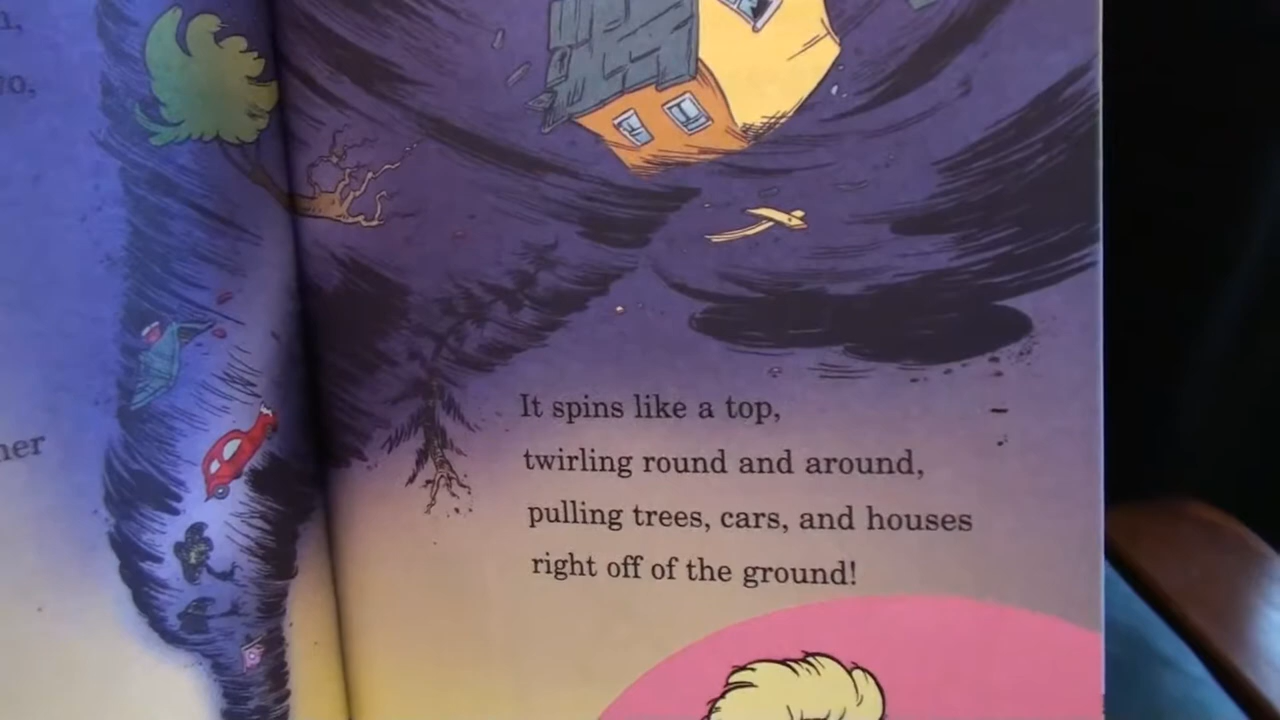 It spins like a top,
twirling round and around,
pulling trees, cars, and houses
right off of the ground!